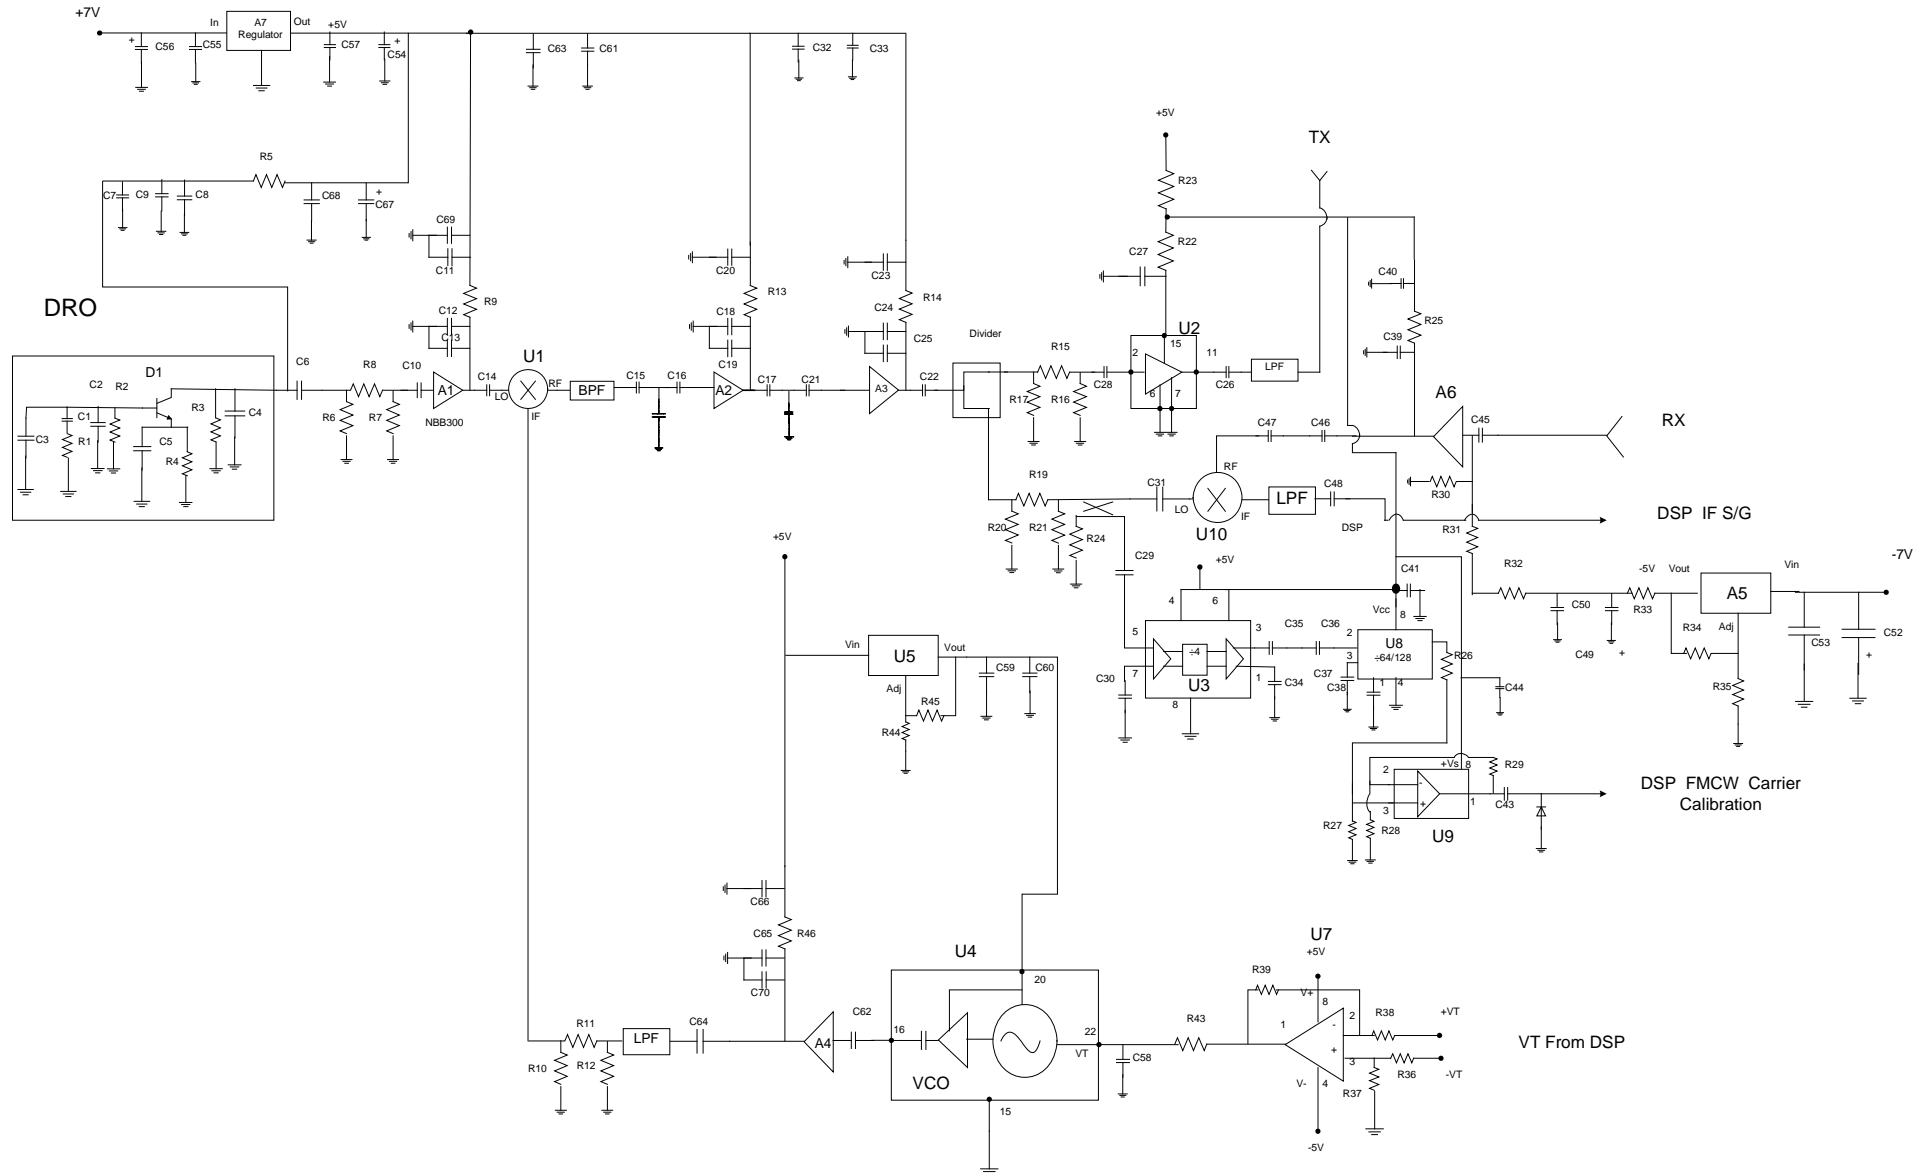 +7V
In
A7
Regulator
Out
+5V
+
C56
C55
C57
+
C54
C63
C61
C32
C33
R5
C7
C9
C8
C68
+
C67
DRO
C69
C11
R9
C12
C13
C20
R13
C18
C19
C23
R14
C24
C25
+5V
R23
R22
C27
TX
C40
R25
C39
D1
C2
R2
C1
C3
R1
C5
R4
R3
C4
C6
R8
R6
R7
C10
A1
NBB300
C14
U1
LO
RF
IF
BPF
C15
C16
A2
C17
C21
A3
C22
Divider
R15
R17
R16
C28
U2
2
15
11
6
7
C26
LPF
A6
C45
RX
C47
C46
R30
R31
R19
R20
R21
R24
C31
RF
LO
IF
U10
LPF
C48
DSP
DSP IF S/G
C29
+5V
4
6
C41
Vcc
8
R32
C50
C49
+
-5V
R33
Vout
A5
Vin
-7V
R34
Adj
R35
C53
C52
+
5
7
÷4
U3
3
1
8
C30
C35
C36
C34
2
3
U8
÷64/128
1
4
C37
C38
R26
C44
+5V
Vin
U5
Vout
Adj
R45
R44
C59
C60
2
+Vs
8
-
+
3
1
U9
R29
C43
R27
R28
DSP FMCW Carrier
Calibration
C66
C65
R46
C70
U4
20
16
22
VT
VCO
15
C62
A4
C64
LPF
R11
R10
R12
C58
R43
R39
U7
+5V
V+
8
1
2
-
+
3
V-
4
-5V
R38
+VT
R36
-VT
R37
VT From DSP